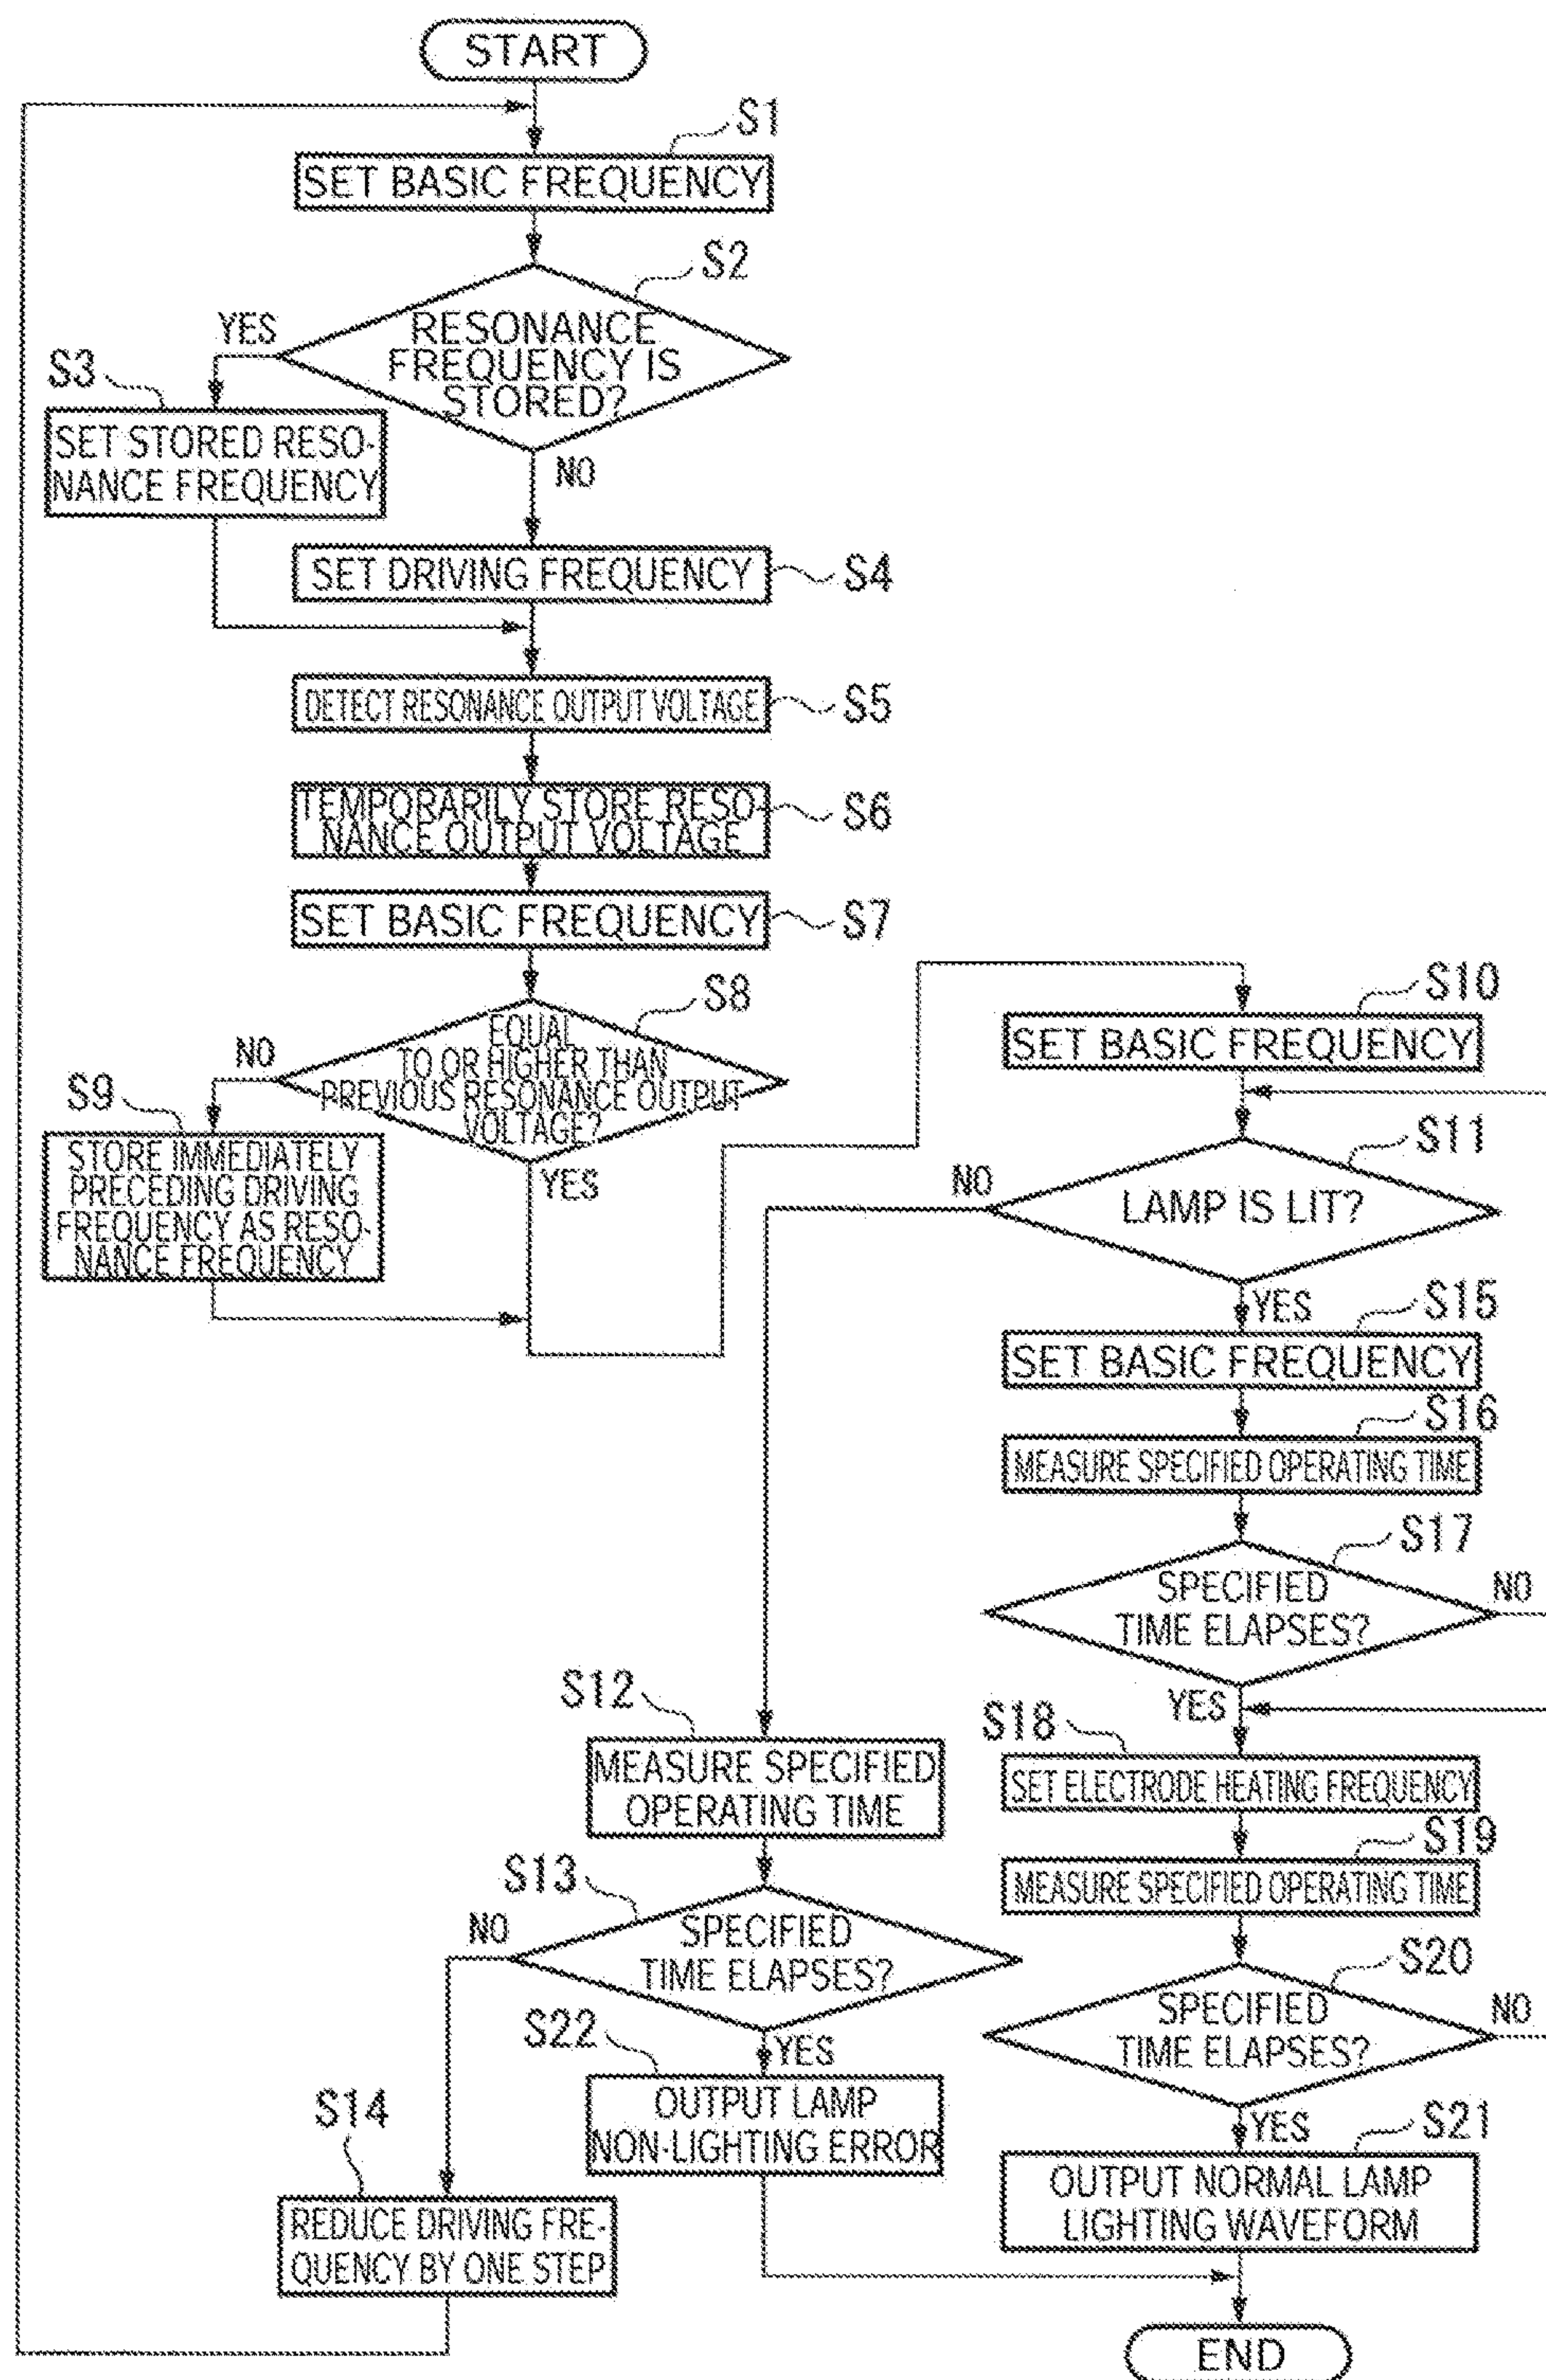 START
S1
SET BASIC FREQUENCY
S2
YES
RESONANCE
FREQUENCY IS
STORED?
S3
SET STORED RESO-
NANCE FREQUENCY
NO
SET DRIVING FREQUENCY
S4
DETECT RESONANCE OUTPUT VOLTAGE
S5
TEMPORARILY STORE RESO-
NANCE OUTPUT VOLTAGE
S6
SET BASIC FREQUENCY
S7
S8
NO
EQUAL
TO OR HIGHER THAN
PREVIOUS RESONANCE OUTPUT
VOLTAGE?
S9
STORE IMMEDIATELY
PRECEDING DRIVING
FREQUENCY AS RESO-
NANCE FREQUENCY
YES
S10
SET BASIC FREQUENCY
S11
NO
LAMP IS LIT?
YES
S15
SET BASIC FREQUENCY
S16
MEASURE SPECIFIED OPERATING TIME
S17
SPECIFIED
TIME ELAPSES?
NO
YES
S12
MEASURE SPECIFIED
OPERATING TIME
S18
SET ELECTRODE HEATING FREQUENCY
S19
MEASURE SPECIFIED OPERATING TIME
S13
NO
SPECIFIED
TIME ELAPSES?
S20
SPECIFIED
TIME ELAPSES?
NO
S22
YES
OUTPUT LAMP
NON-LIGHTING ERROR
YES
S21
OUTPUT NORMAL LAMP
LIGHTING WAVEFORM
S14
REDUCE DRIVING FRE-
QUENCY BY ONE STEP
END